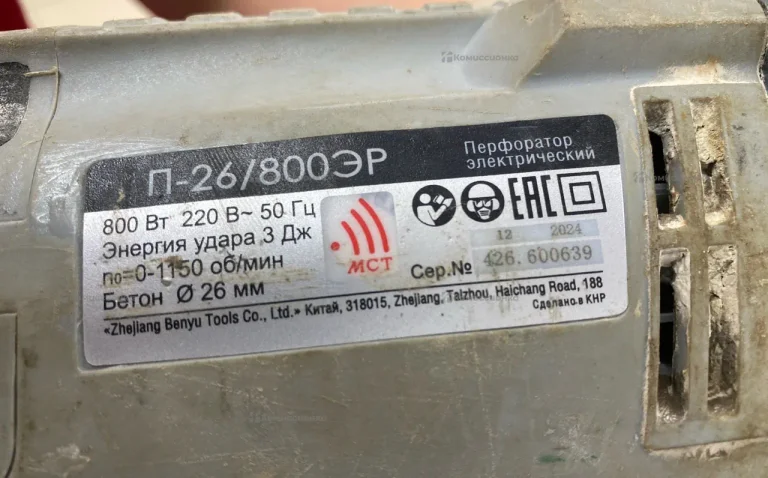 Комиссионка
П-26/800ЭР
Перфоратор
электрический
800 Вт 220 В~ 50 Гц
Энергия удара 3 Дж
n₀=0-1150 об/мин
Бетон Ø 26 мм
МСТ
EAC
12 2024
Сер.№ 426. 600639
«Zhejiang Benyu Tools Co., Ltd.» Китай, 318015, Zhejiang, Taizhou, Haichang Road, 188
Сделано в КНР